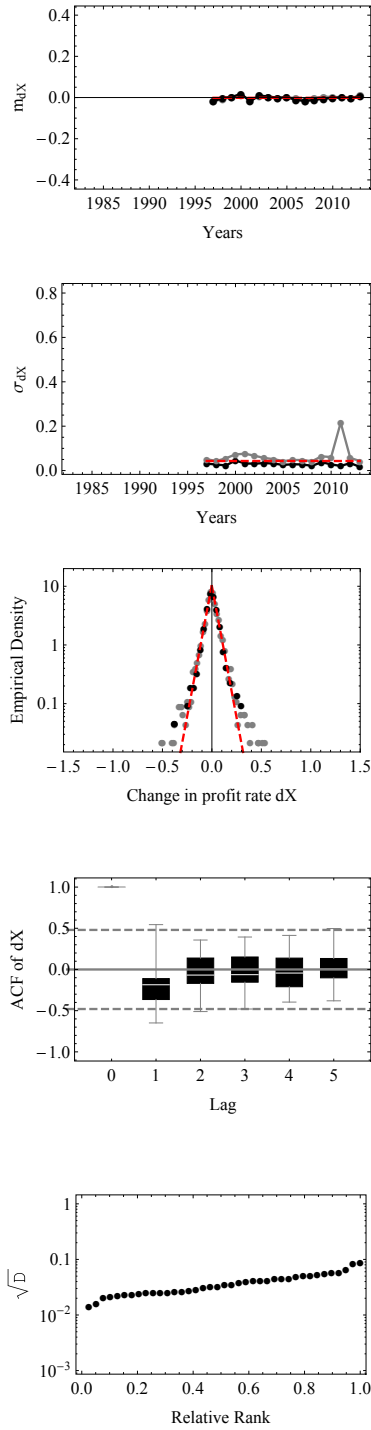 0.4
0.2
0.0
−0.2
−0.4
m_dX
1985 1990 1995 2000 2005 2010
Years
0.8
0.6
0.4
0.2
0.0
σ_dX
1985 1990 1995 2000 2005 2010
Years
10
1
0.1
Empirical Density
−1.5 −1.0 −0.5 0.0 0.5 1.0 1.5
Change in profit rate dX
1.0
0.5
0.0
−0.5
−1.0
ACF of dX
0 1 2 3 4 5
Lag
1
0.1
10⁻²
10⁻³
√D
0.0 0.2 0.4 0.6 0.8 1.0
Relative Rank